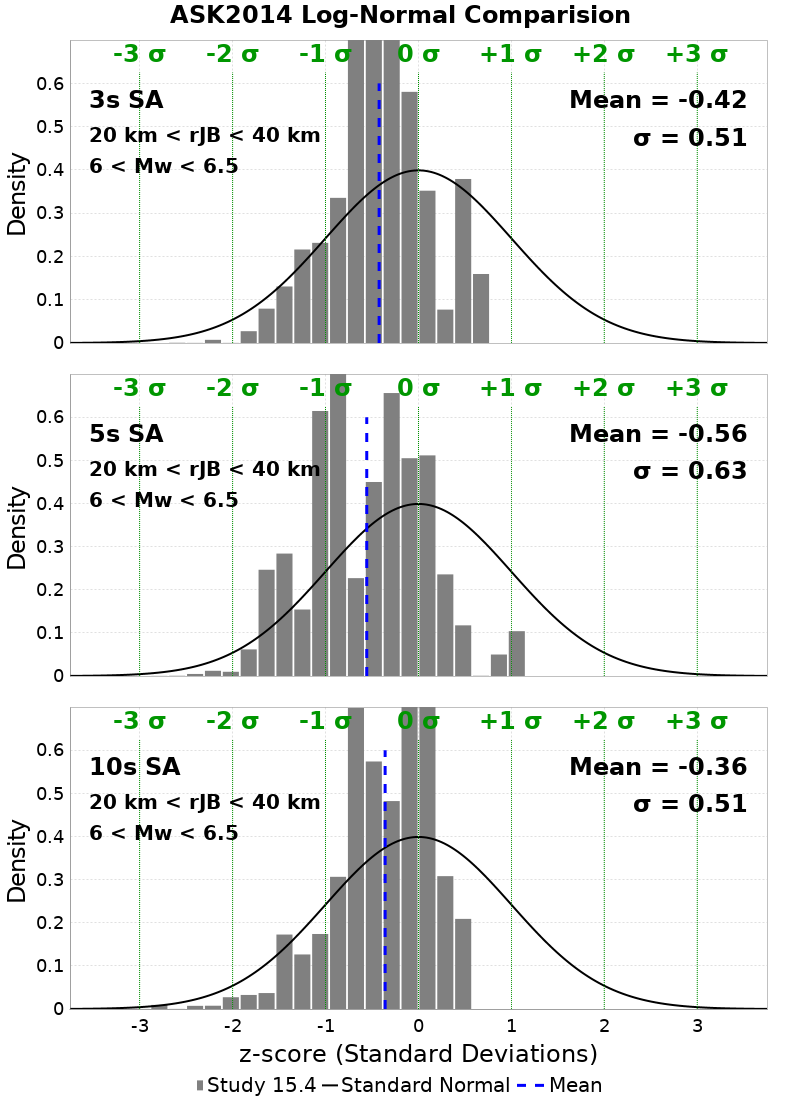 ASK2014 Log-Normal Comparision
-3 σ -2 σ -1 σ 0 σ +1 σ +2 σ +3 σ
3s SA
Mean = -0.42
20 km < rJB < 40 km
σ = 0.51
6 < Mw < 6.5
Density
0.6
0.5
0.4
0.3
0.2
0.1
0
-3 σ -2 σ -1 σ 0 σ +1 σ +2 σ +3 σ
5s SA
Mean = -0.56
20 km < rJB < 40 km
σ = 0.63
6 < Mw < 6.5
Density
0.6
0.5
0.4
0.3
0.2
0.1
0
-3 σ -2 σ -1 σ 0 σ +1 σ +2 σ +3 σ
10s SA
Mean = -0.36
20 km < rJB < 40 km
σ = 0.51
6 < Mw < 6.5
Density
0.6
0.5
0.4
0.3
0.2
0.1
0
-3 -2 -1 0 1 2 3
z-score (Standard Deviations)
Study 15.4 Standard Normal Mean